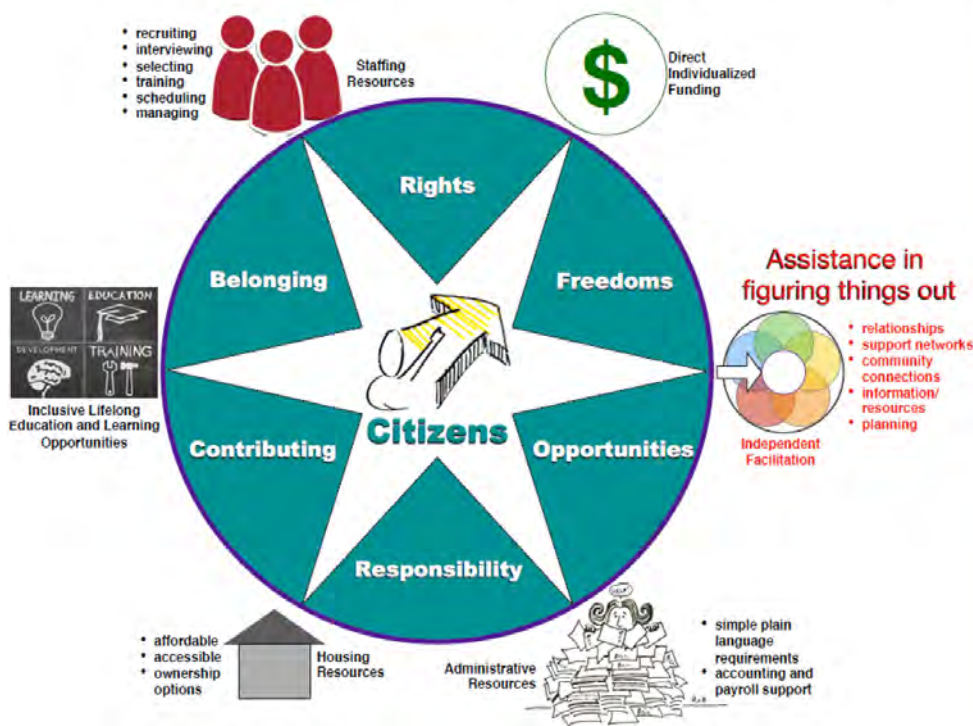 recruiting
interviewing
selecting
training
scheduling
managing
Staffing
Resources
$
Direct
Individualized
Funding
Rights
Belonging
Freedoms
Assistance in
figuring things out
relationships
support networks
community
connections
information/
resources
planning
Independent
Facilitation
LEARNING
EDUCATION
DEVELOPMENT
TRAINING
Inclusive Lifelong
Education and Learning
Opportunities
Citizens
Contributing
Opportunities
Responsibility
affordable
accessible
ownership
options
Housing
Resources
Administrative
Resources
HELP!
simple plain
language
requirements
accounting and
payroll support